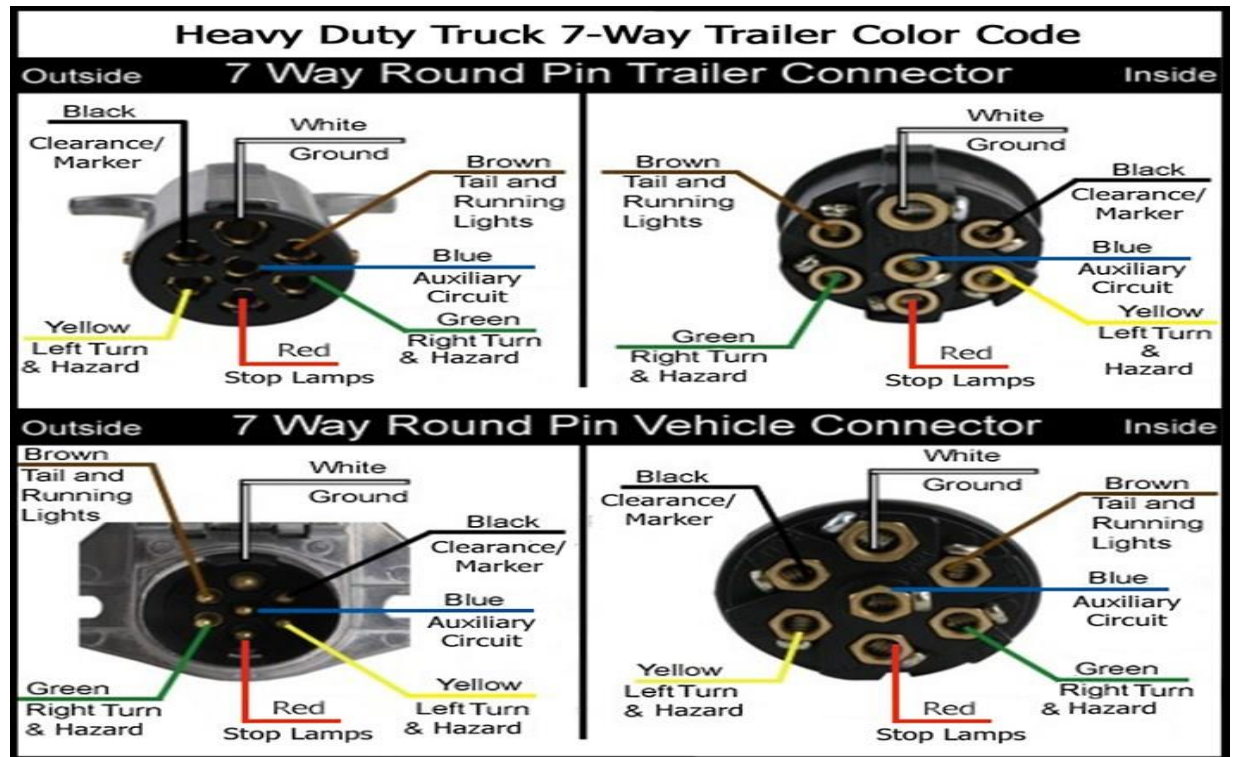 Heavy Duty Truck 7-Way Trailer Color Code
Outside 7 Way Round Pin Trailer Connector Inside
Black
Clearance/
Marker
White
Ground
Brown
Tail and
Running
Lights
Blue
Auxiliary
Circuit
Green
Right Turn
& Hazard
Yellow
Left Turn
& Hazard
Red
Stop Lamps
Brown
Tail and
Running
Lights
White
Ground
Black
Clearance/
Marker
Blue
Auxiliary
Circuit
Yellow
Left Turn
&
Hazard
Green
Right Turn
& Hazard
Red
Stop Lamps
Outside 7 Way Round Pin Vehicle Connector Inside
Brown
Tail and
Running
Lights
White
Ground
Black
Clearance/
Marker
Blue
Auxiliary
Circuit
Green
Right Turn
& Hazard
Red
Stop Lamps
Yellow
Left Turn
& Hazard
Black
Clearance/
Marker
White
Ground
Brown
Tail and
Running
Lights
Blue
Auxiliary
Circuit
Yellow
Left Turn
& Hazard
Red
Stop Lamps
Green
Right Turn
& Hazard